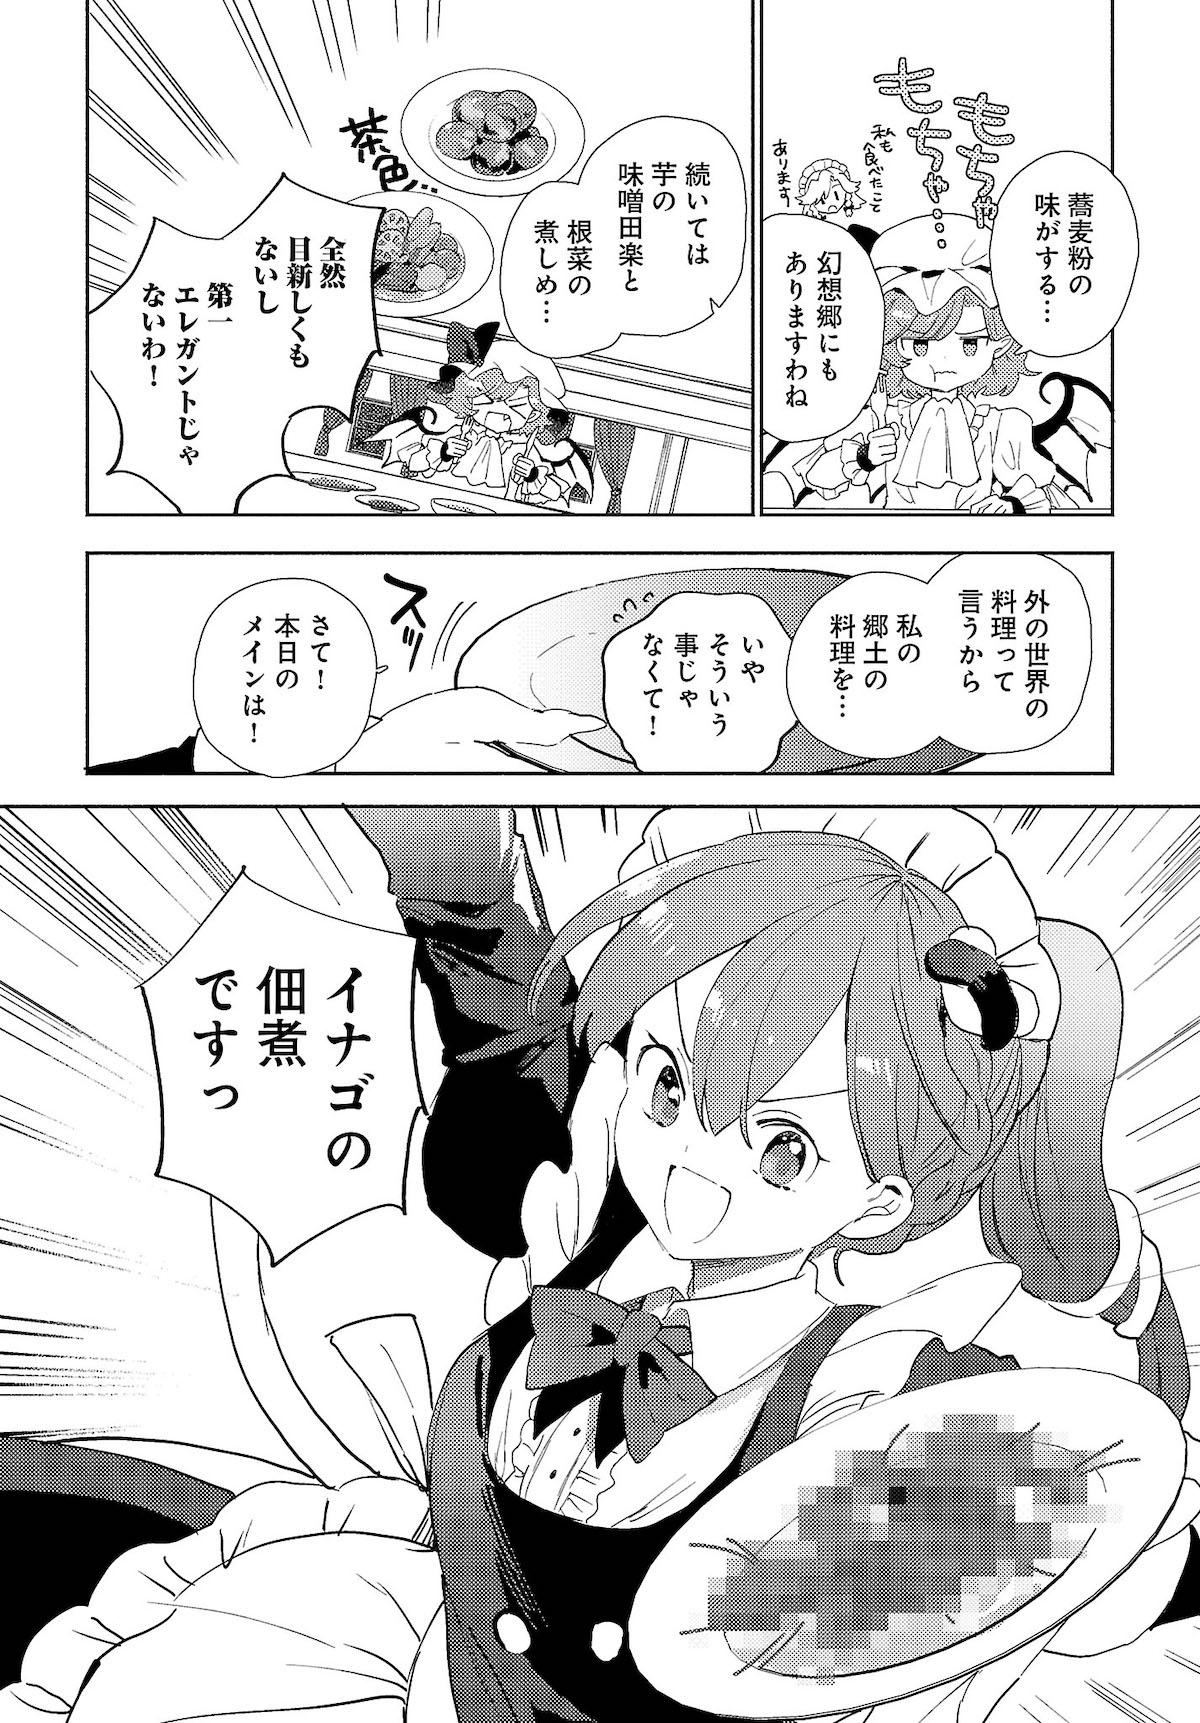 蕎麦粉の
味がする…
もちゃ
もちゃ…
私も
食べたこと
あります
幻想郷にも
ありますわね
続いては
芋の
味噌田楽と
根菜の
煮しめ…
茶色…
全然
目新しくも
ないし
第一
エレガントじゃ
ないわ！
外の世界の
料理って
言うから
私の
郷土の
料理を…
いや
そういう
事じゃ
なくて！
スッ
さて！
本日の
メインは！
イナゴの
佃煮
ですっ